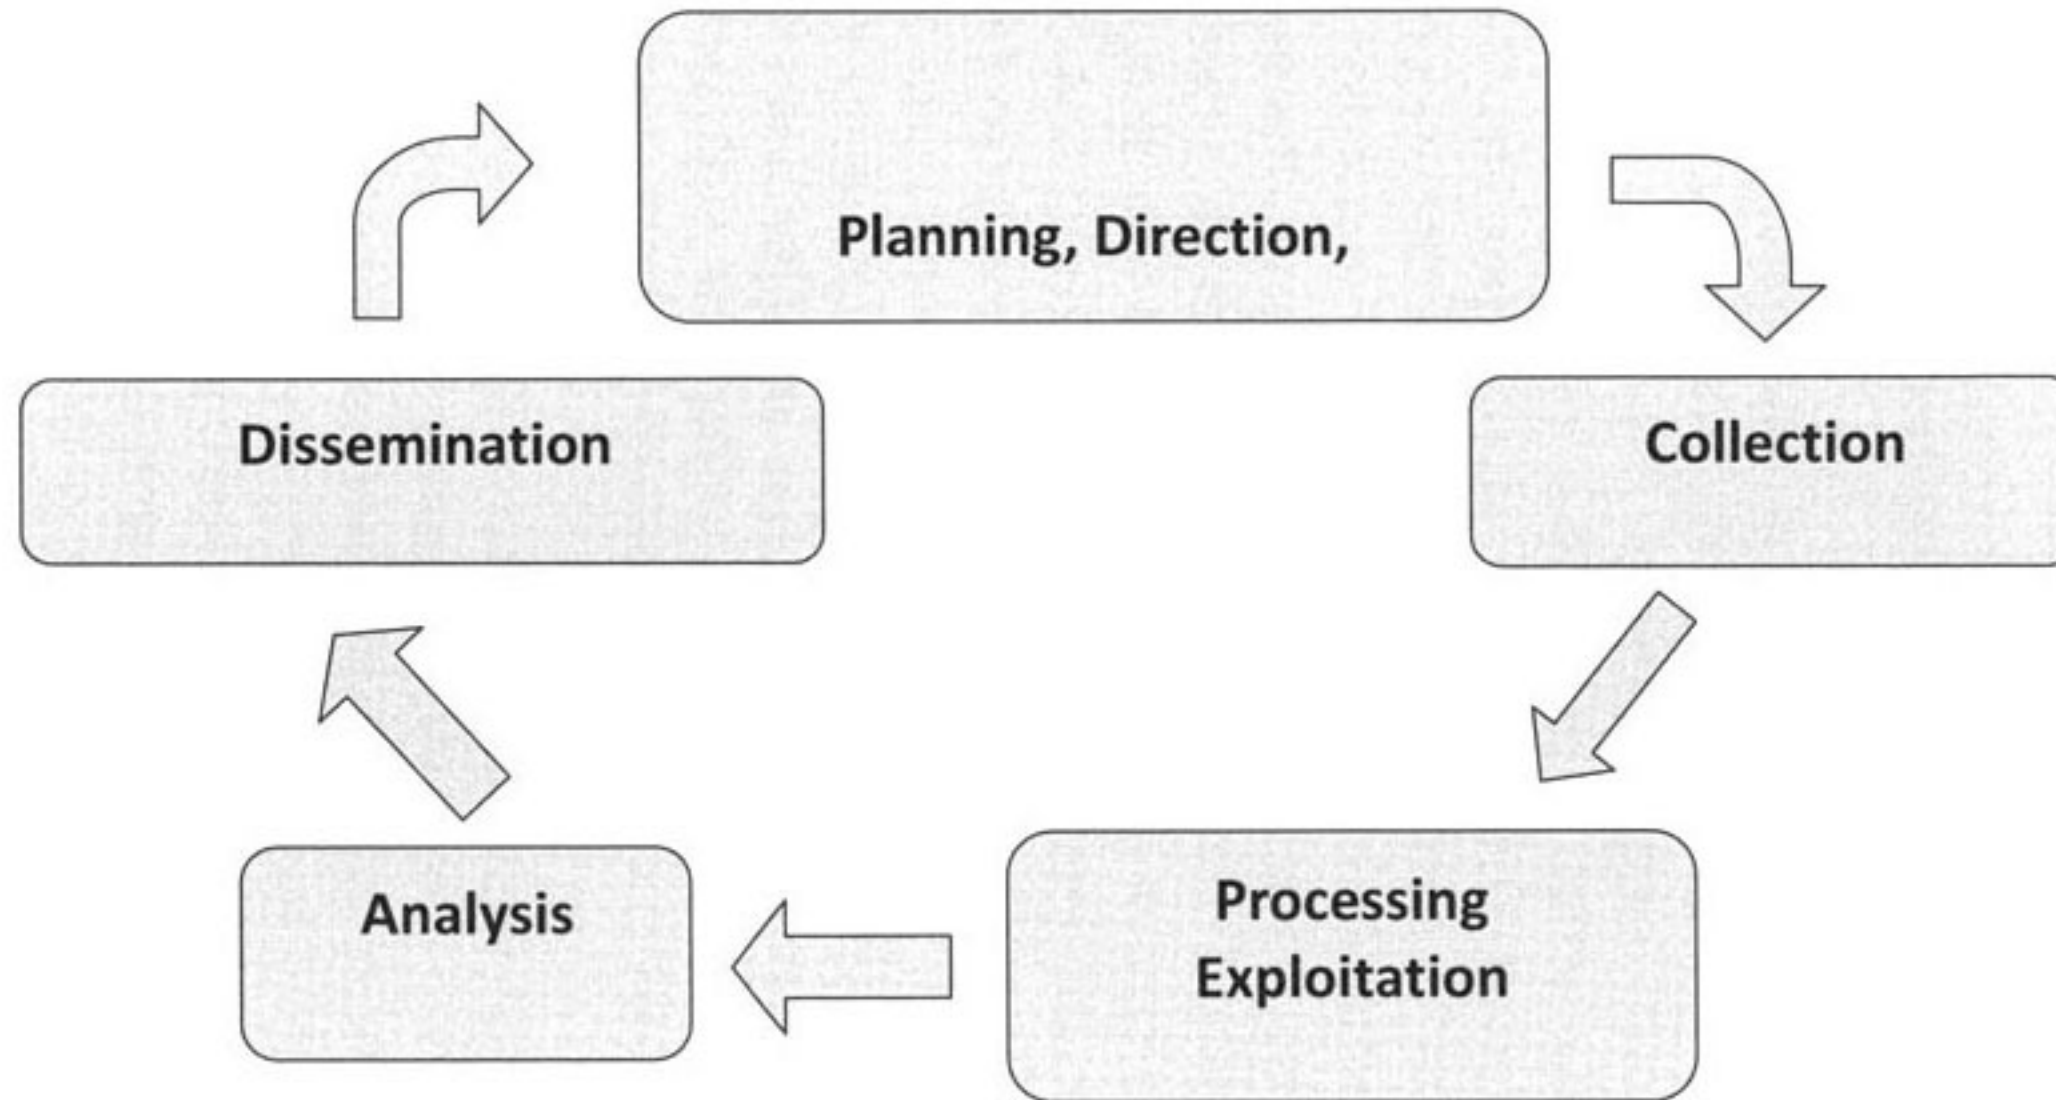 Planning, Direction,
Dissemination
Collection
Analysis
Processing
Exploitation